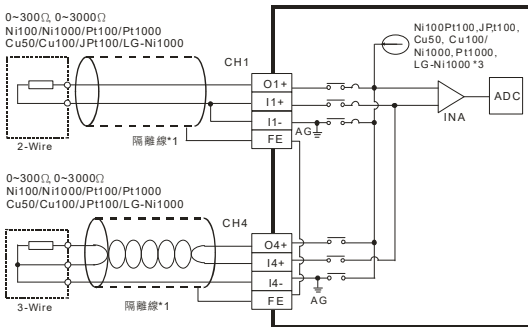 0~300Ω, 0~3000Ω
Ni100/Ni1000/Pt100/Pt1000
Cu50/Cu100/JPt100/LG-Ni1000
CH1
O1+
I1+
I1-
FE
AG
2-Wire
隔離線*1
Ni100Pt100,JPt100,
Cu50, Cu100/
Ni1000,Pt1000,
LG-Ni1000 *3
INA
ADC
0~300Ω, 0~3000Ω
Ni100/Ni1000/Pt100/Pt1000
Cu50/Cu100/JPt100/LG-Ni1000
CH4
O4+
I4+
I4-
FE
AG
3-Wire
隔離線*1